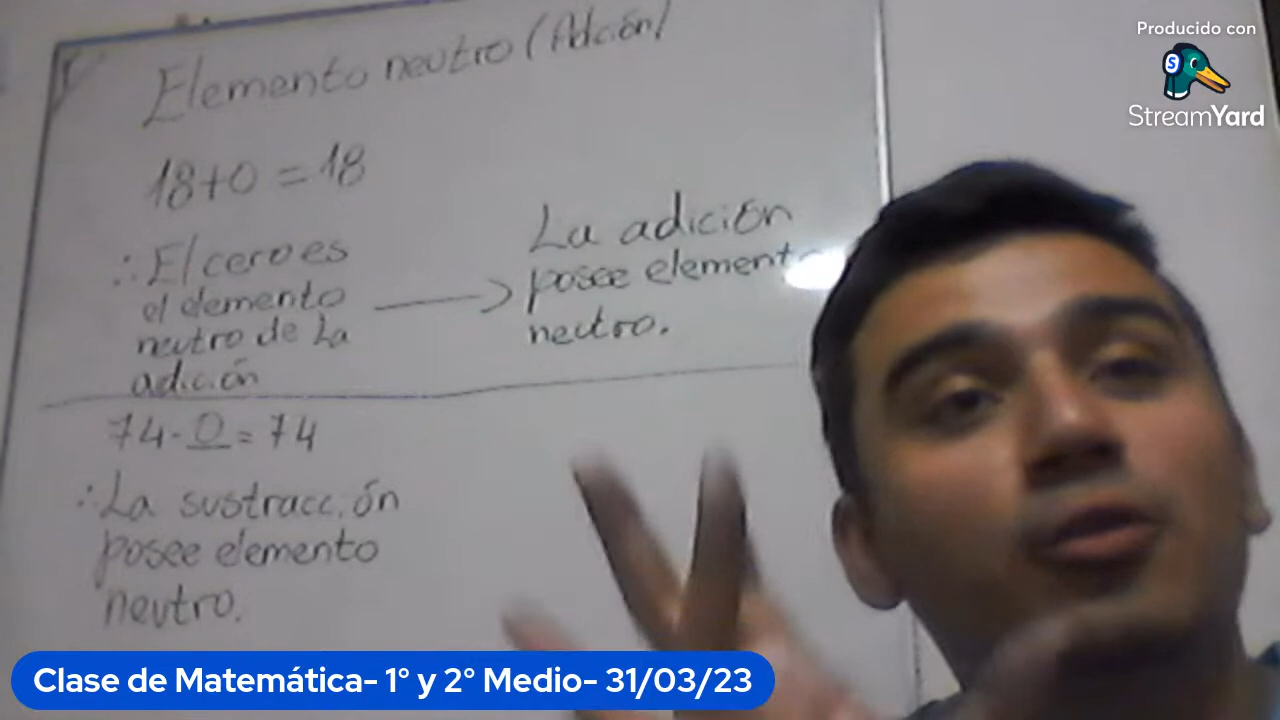 Producido con
StreamYard
Elemento neutro (Adición)
18+0=18
∴ El cero es
el elemento
neutro de La
adición
La adición
posee element
neutro.
74-0=74
∴ La sustracción
posee elemento
neutro.
Clase de Matemática- 1° y 2° Medio- 31/03/23